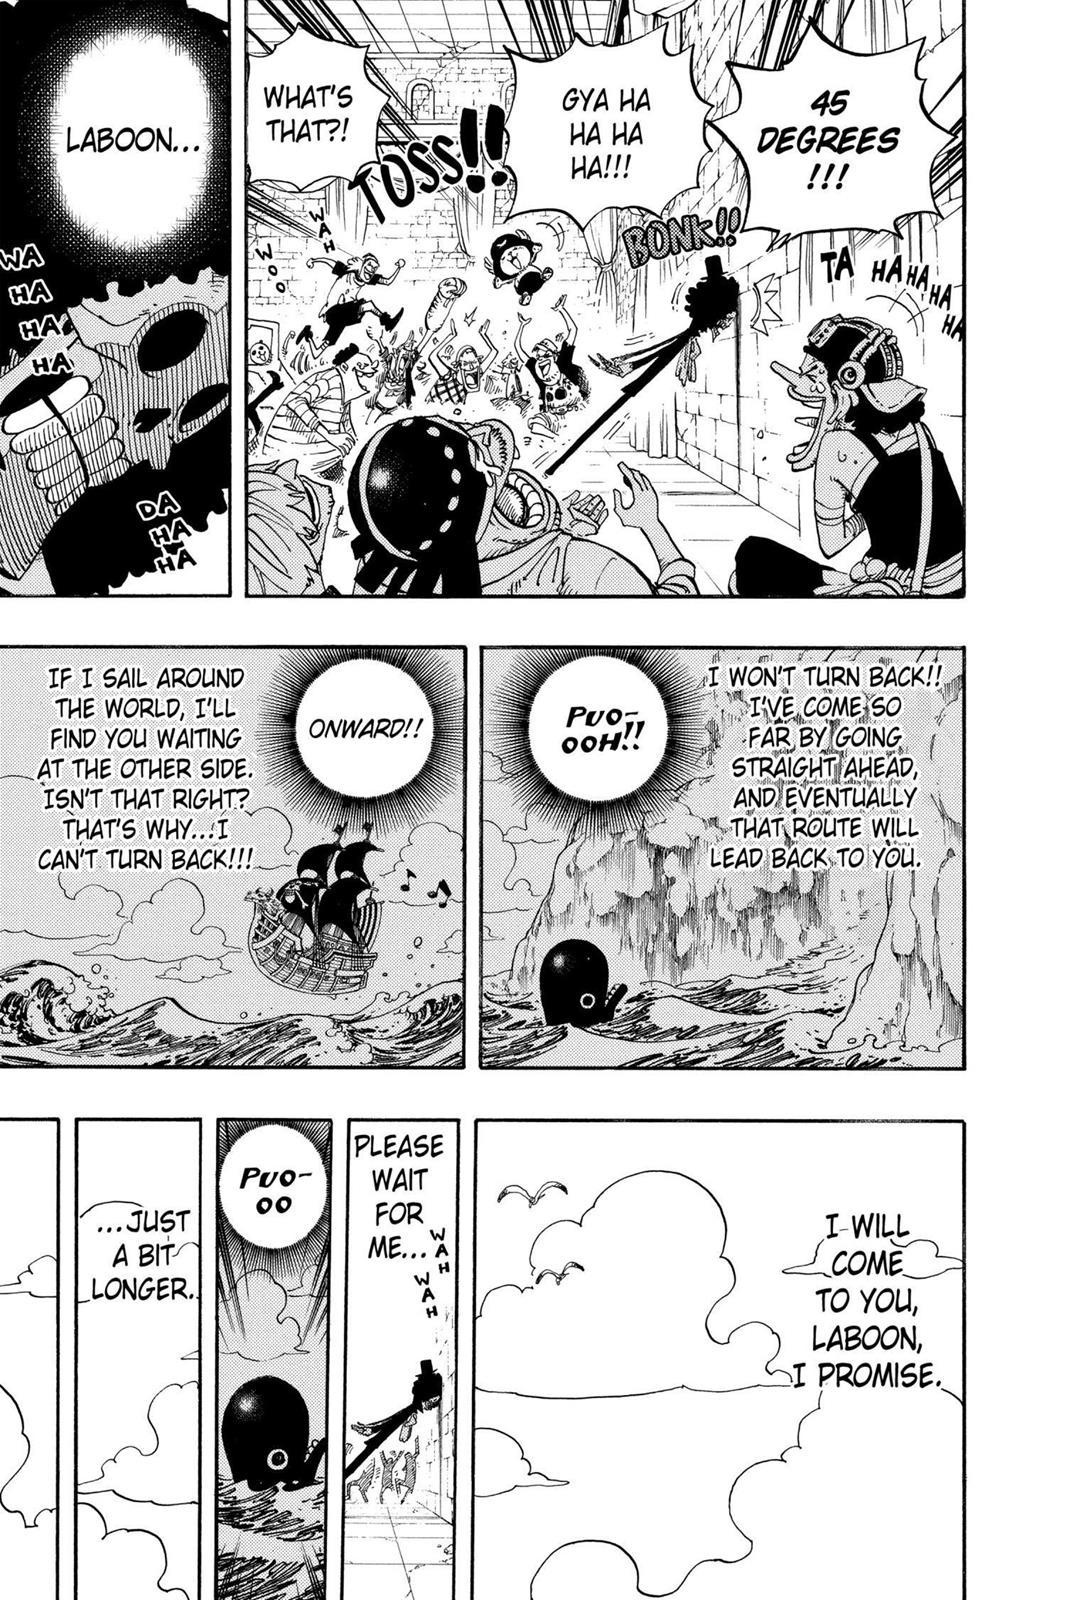 45
DEGREES
!!!
TA
HA HA
HA
HA
BONK!!
GYA HA
HA HA
HA!!!
TOSS!!
WHAT'S
THAT?!
WAH
WOO
LABOON...
WA
HA
HA
HA
DA
HA
HA
I WON'T TURN BACK!!
I'VE COME SO
FAR BY GOING
STRAIGHT AHEAD,
AND EVENTUALLY
THAT ROUTE WILL
LEAD BACK TO YOU.
PUO-
OOH!!
ONWARD!!
IF I SAIL AROUND
THE WORLD, I'LL
FIND YOU WAITING
AT THE OTHER SIDE.
ISN'T THAT RIGHT?
THAT'S WHY...I
CAN'T TURN BACK!!!
I WILL
COME
TO YOU,
LABOON,
I PROMISE.
PLEASE
WAIT
FOR
ME...
WAH
WAH
PUO-
OO
...JUST
A BIT
LONGER.